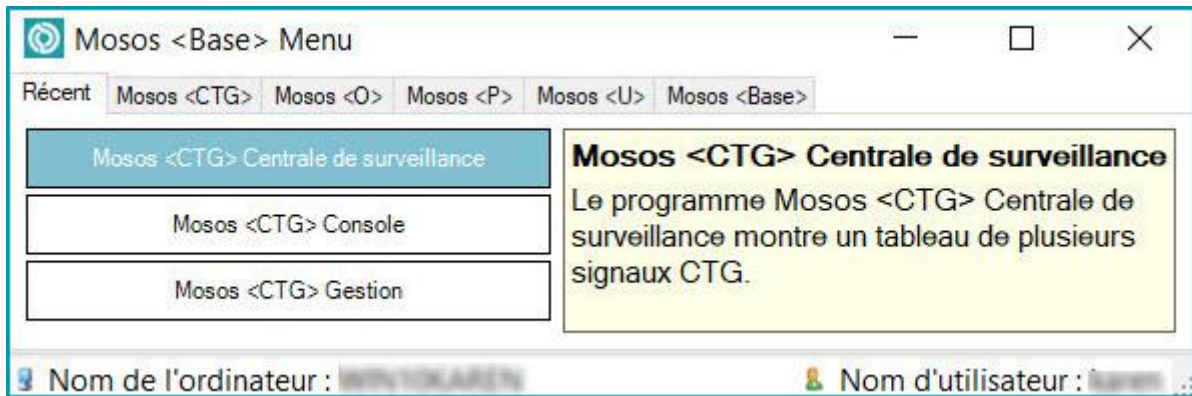 Mosos <Base> Menu
Récent Mosos <CTG> Mosos <O> Mosos <P> Mosos <U> Mosos <Base>
Mosos <CTG> Centrale de surveillance
Mosos <CTG> Console
Mosos <CTG> Gestion
Mosos <CTG> Centrale de surveillance
Le programme Mosos <CTG> Centrale de
surveillance montre un tableau de plusieurs
signaux CTG.
Nom de l'ordinateur :
Nom d'utilisateur :